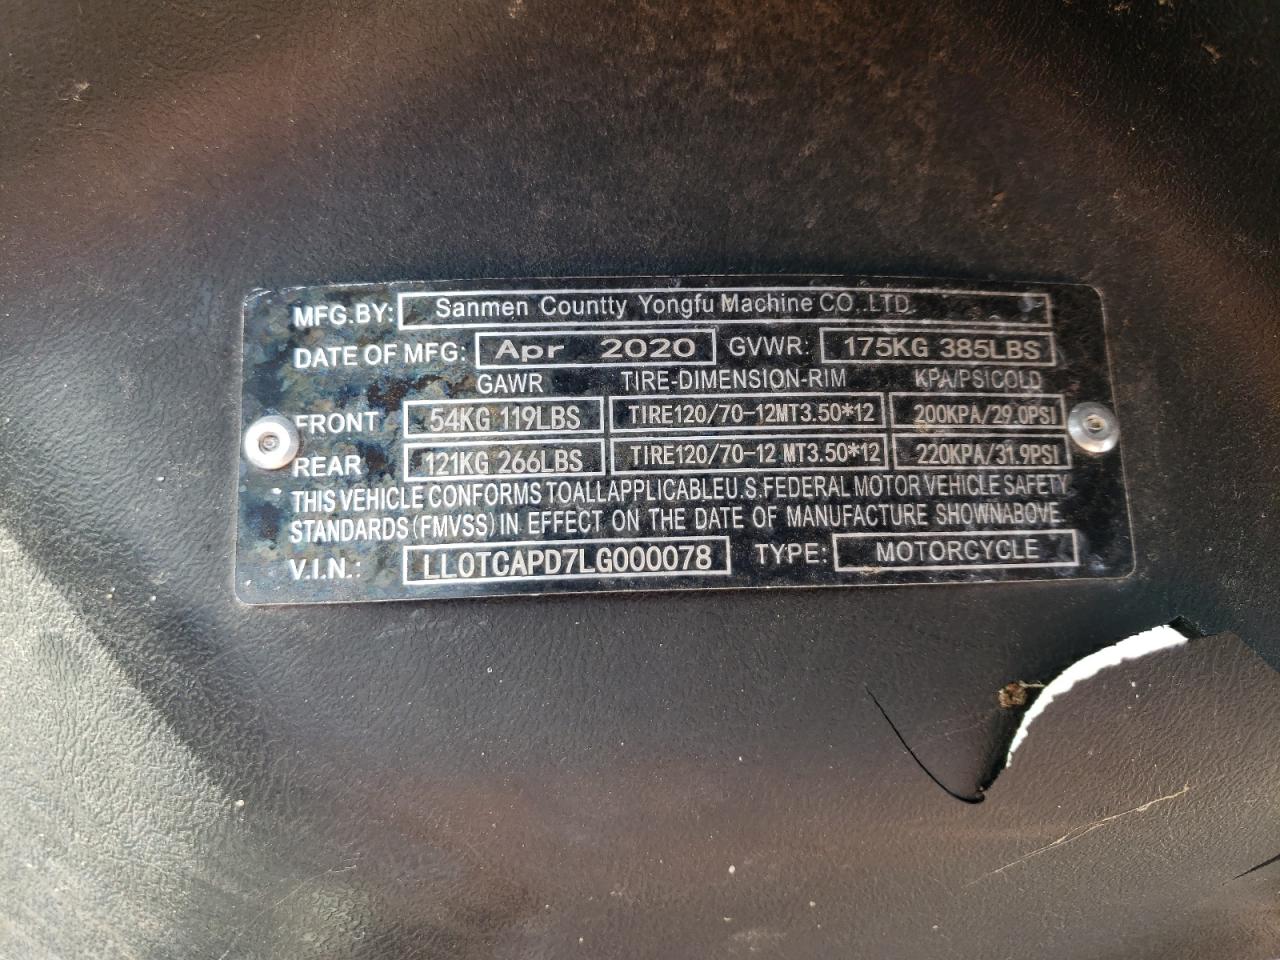 MFG.BY: Sanmen Countty Yongfu Machine CO.,LTD.
DATE OF MFG: Apr 2020 GVWR: 175KG 385LBS
GAWR TIRE-DIMENSION-RIM KPA/PSICOLD
FRONT 54KG 119LBS TIRE120/70-12MT3.50*12 200KPA/29.0PSI
REAR 121KG 266LBS TIRE120/70-12 MT3.50*12 220KPA/31.9PSI
THIS VEHICLE CONFORMS TOALLAPPLICABLEU.S.FEDERAL MOTOR VEHICLE SAFETY
STANDARDS (FMVSS) IN EFFECT ON THE DATE OF MANUFACTURE SHOWNABOVE.
V.I.N.: LLOTCAPD7LG000078 TYPE: MOTORCYCLE